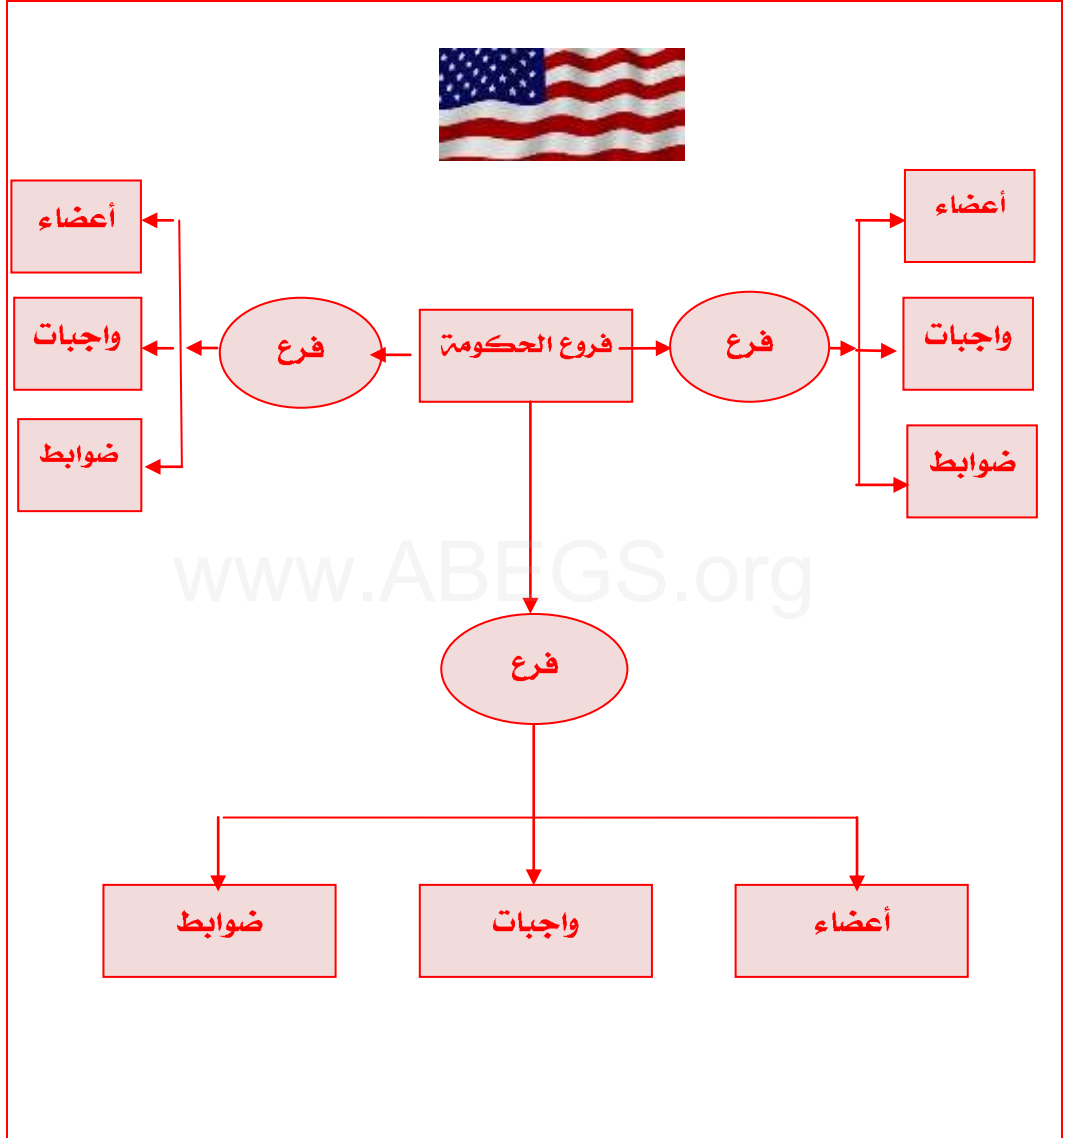 أعضاء
أعضاء
واجبات
فرع
فروع الحكومة
فرع
واجبات
ضوابط
ضوابط
www.ABEGS.org
فرع
أعضاء
واجبات
ضوابط